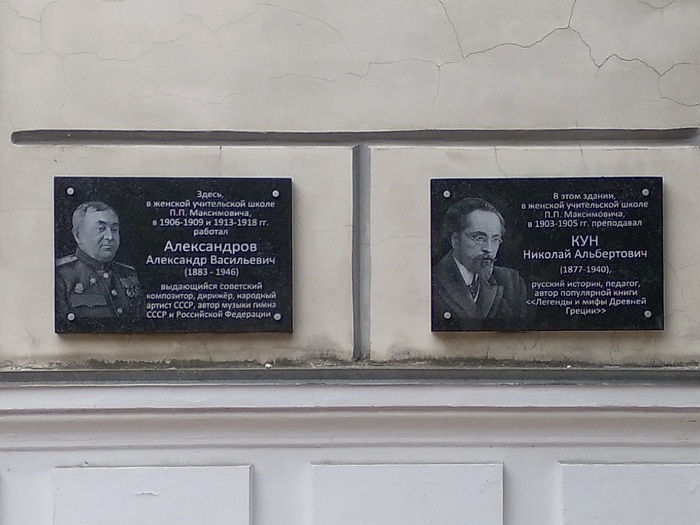 Здесь,
в женской учительской школе
П.П. Максимовича,
в 1906-1909 и 1913-1918 гг.
работал
Александров
Александр Васильевич
(1883 - 1946)
выдающийся советский
композитор, дирижёр, народный
артист СССР, автор музыки гимна
СССР и Российской Федерации
В этом здании,
в женской учительской школе
П.П. Максимовича,
в 1903-1905 гг. преподавал
КУН
Николай Альбертович
(1877-1940),
русский историк, педагог,
автор популярной книги
<<Легенды и мифы Древней
Греции>>